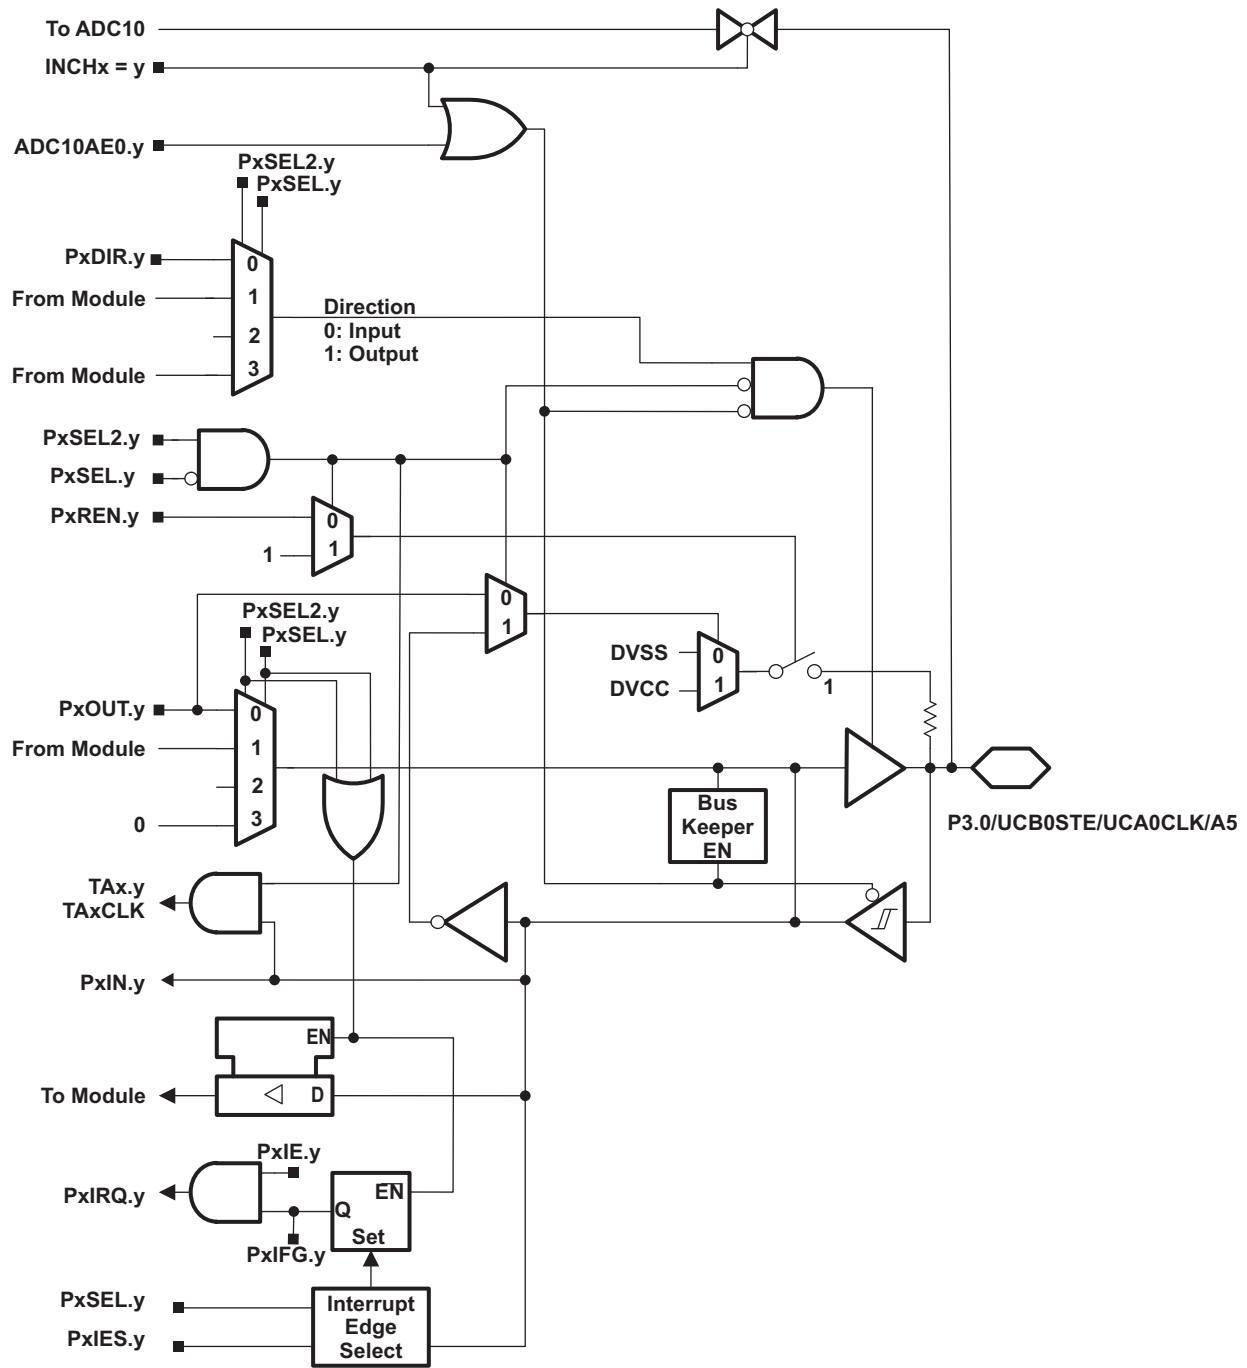 To ADC10
INCHx = y
ADC10AE0.y
PxSEL2.y
PxSEL.y
PxDIR.y
0
From Module
1
2
From Module
3
Direction
0: Input
1: Output
PxSEL2.y
PxSEL.y
PxREN.y
0
1
1
0
1
PxSEL2.y
PxSEL.y
DVSS
0
DVCC
1
1
PxOUT.y
0
From Module
1
2
0
3
Bus
Keeper
EN
P3.0/UCB0STE/UCA0CLK/A5
TAx.y
TAxCLK
PxIN.y
EN
To Module
D
PxIE.y
PxIRQ.y
EN
Q
Set
PxIFG.y
PxSEL.y
PxIES.y
Interrupt
Edge
Select